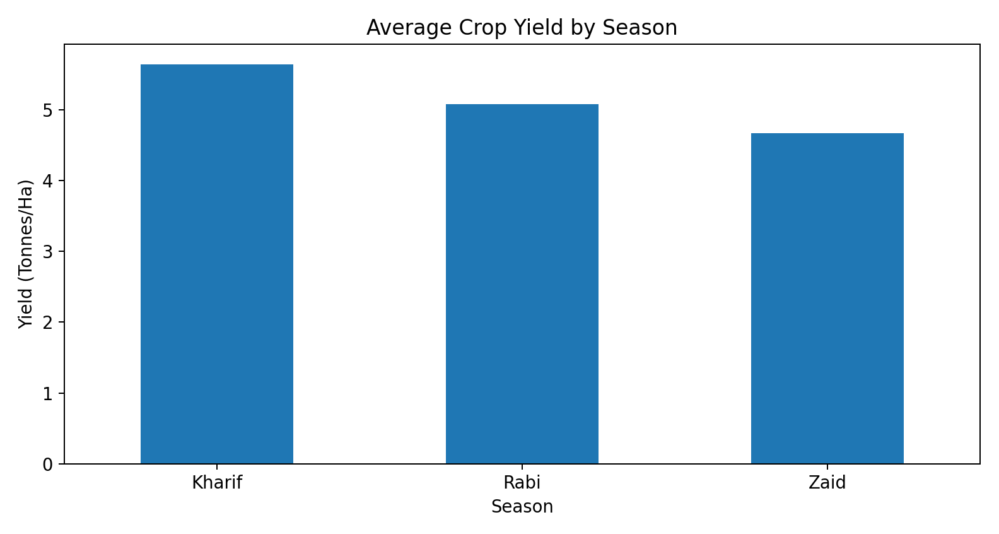 Average Crop Yield by Season
Yield (Tonnes/Ha)
5
4
3
2
1
0
Kharif
Rabi
Zaid
Season